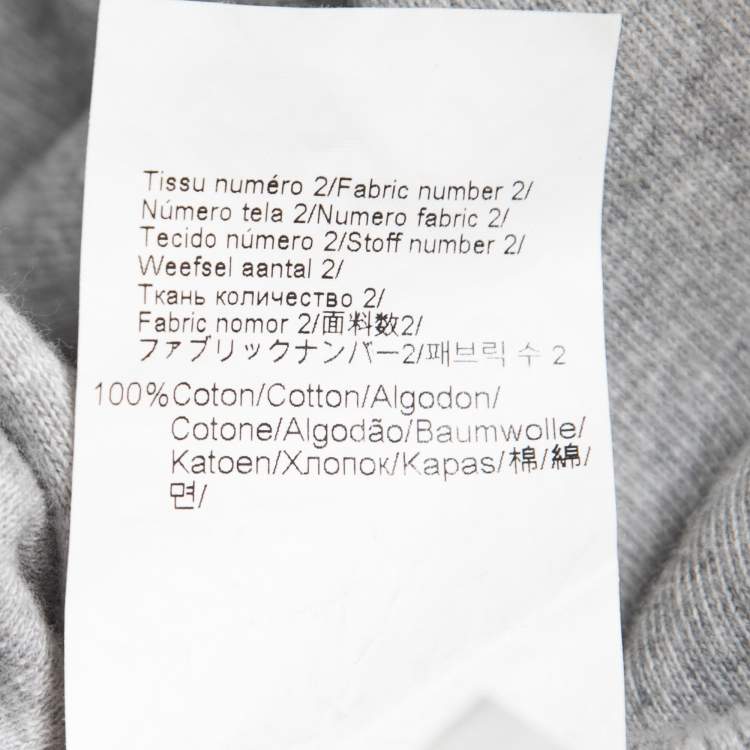 Tissu numéro 2/Fabric number 2/
Número tela 2/Numero fabric 2/
Tecido número 2/Stoff number 2/
Weefsel aantal 2/
Ткань количество 2/
Fabric nomor 2/面料数2/
ファブリックナンバー2/패브릭 수 2
100%Coton/Cotton/Algodon/
Cotone/Algodão/Baumwolle/
Katoen/Хлопок/Kapas/棉/綿/
면/